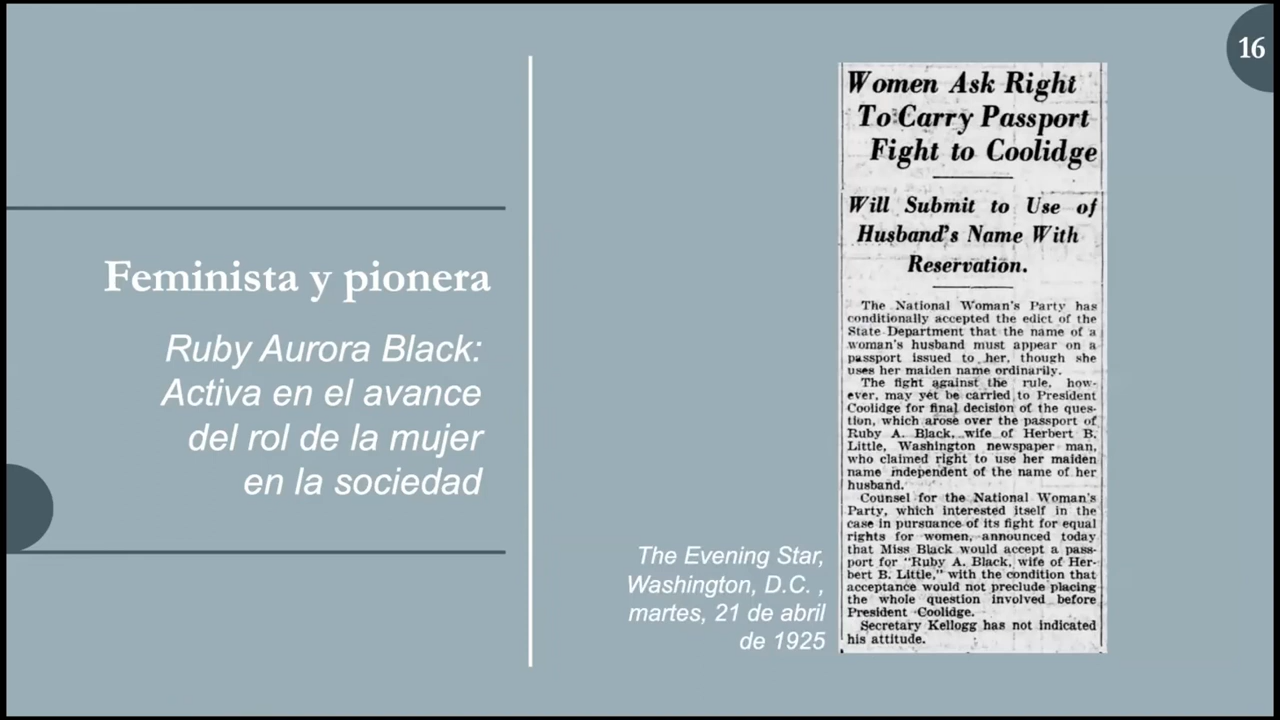 16
Feminista y pionera
Ruby Aurora Black:
Activa en el avance
del rol de la mujer
en la sociedad
The Evening Star,
Washington, D.C. ,
martes, 21 de abril
de 1925
Women Ask Right
To Carry Passport
Fight to Coolidge
Will Submit to Use of
Husband's Name With
Reservation.
The National Woman's Party has
conditionally accepted the edict of the
State Department that the name of a
woman's husband must appear on a
passport issued to her, though she
uses her maiden name ordinarily.
The fight against the rule, how-
ever, may yet be carried to President
Coolidge for final decision of the ques-
tion, which arose over the passport of
Ruby A. Black, wife of Herbert B.
Little, Washington newspaper man,
who claimed right to use her maiden
name independent of the name of her
husband.
Counsel for the National Woman's
Party, which interested itself in the
case in pursuance of its fight for equal
rights for women, announced today
that Miss Black would accept a pass-
port for "Ruby A. Black, wife of Her-
bert B. Little," with the condition that
acceptance would not preclude placing
the whole question involved before
President Coolidge.
Secretary Kellogg has not indicated
his attitude.